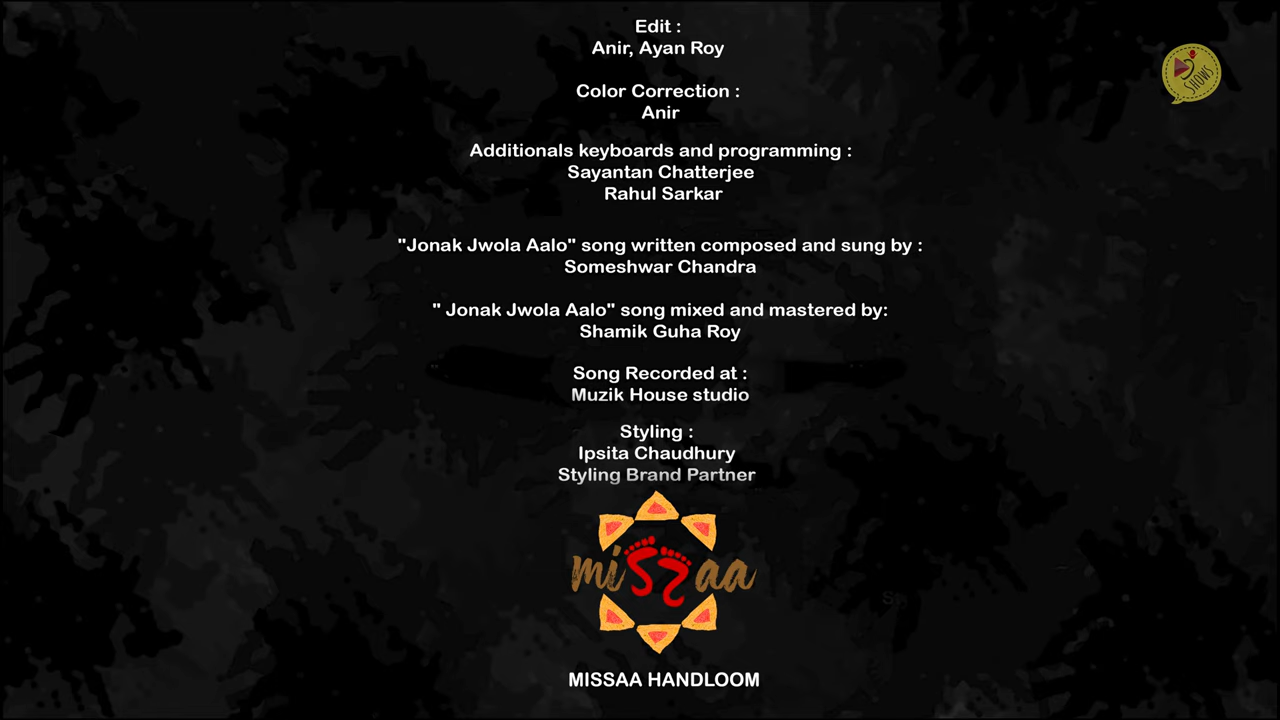 Edit :
Anir, Ayan Roy
SHOWS
Color Correction :
Anir
Additionals keyboards and programming :
Sayantan Chatterjee
Rahul Sarkar
"Jonak Jwola Aalo" song written composed and sung by :
Someshwar Chandra
" Jonak Jwola Aalo" song mixed and mastered by:
Shamik Guha Roy
Song Recorded at :
Muzik House studio
Styling :
Ipsita Chaudhury
Styling Brand Partner
missaa
MISSAA HANDLOOM